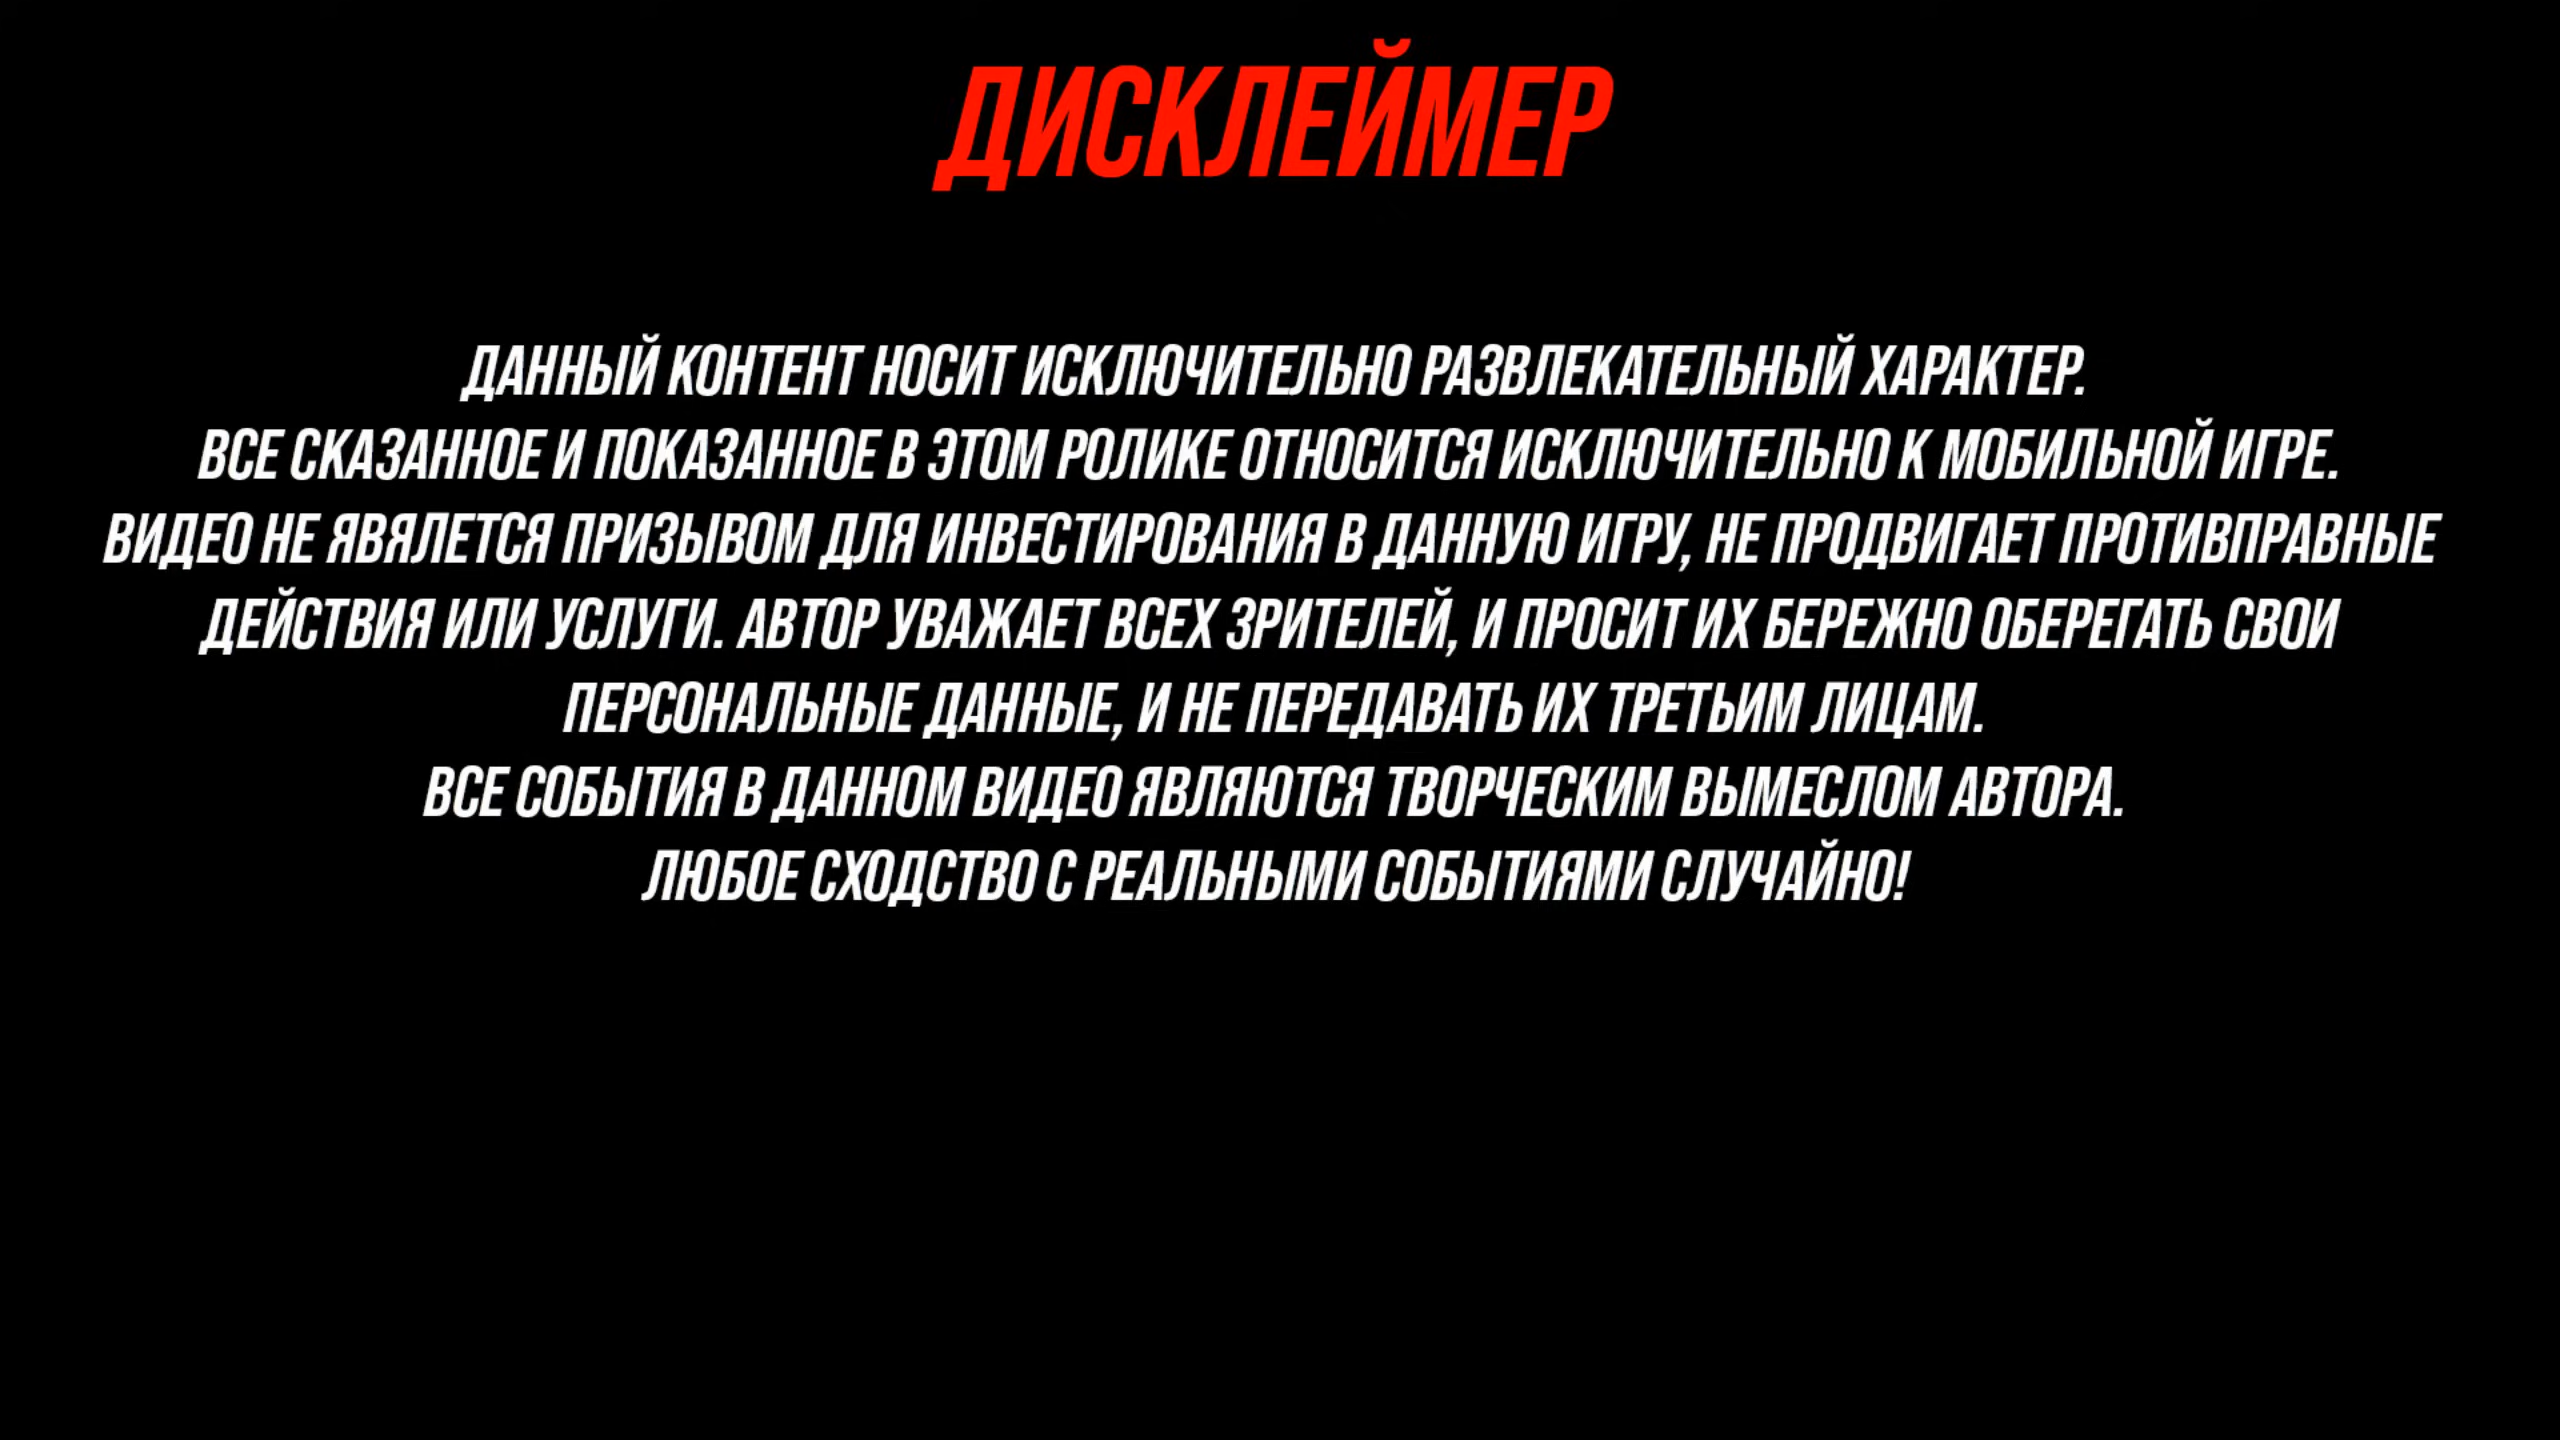 ДИСКЛЕЙМЕР
ДАННЫЙ КОНТЕНТ НОСИТ ИСКЛЮЧИТЕЛЬНО РАЗВЛЕКАТЕЛЬНЫЙ ХАРАКТЕР.
ВСЕ СКАЗАННОЕ И ПОКАЗАННОЕ В ЭТОМ РОЛИКЕ ОТНОСИТСЯ ИСКЛЮЧИТЕЛЬНО К МОБИЛЬНОЙ ИГРЕ.
ВИДЕО НЕ ЯВЯЛЕТСЯ ПРИЗЫВОМ ДЛЯ ИНВЕСТИРОВАНИЯ В ДАННУЮ ИГРУ, НЕ ПРОДВИГАЕТ ПРОТИВПРАВНЫЕ
ДЕЙСТВИЯ ИЛИ УСЛУГИ. АВТОР УВАЖАЕТ ВСЕХ ЗРИТЕЛЕЙ, И ПРОСИТ ИХ БЕРЕЖНО ОБЕРЕГАТЬ СВОИ
ПЕРСОНАЛЬНЫЕ ДАННЫЕ, И НЕ ПЕРЕДАВАТЬ ИХ ТРЕТЬИМ ЛИЦАМ.
ВСЕ СОБЫТИЯ В ДАННОМ ВИДЕО ЯВЛЯЮТСЯ ТВОРЧЕСКИМ ВЫМЕСЛОМ АВТОРА.
ЛЮБОЕ СХОДСТВО С РЕАЛЬНЫМИ СОБЫТИЯМИ СЛУЧАЙНО!